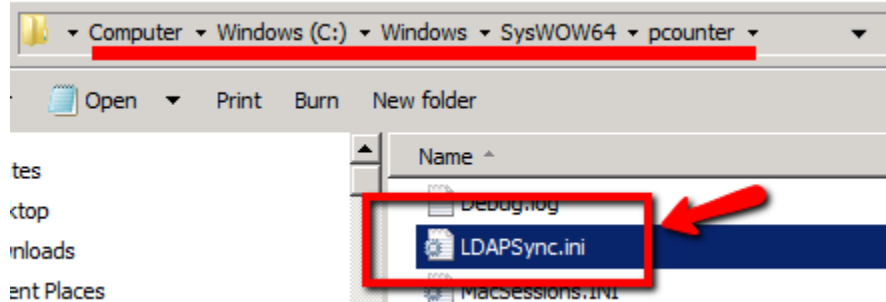 Computer Windows (C:) Windows SysWOW64 pcounter
Open Print Burn New folder
Name
tes
Debug.log
ktop
LDAPSync.ini
nloads
MacSessions.INI
ent Places